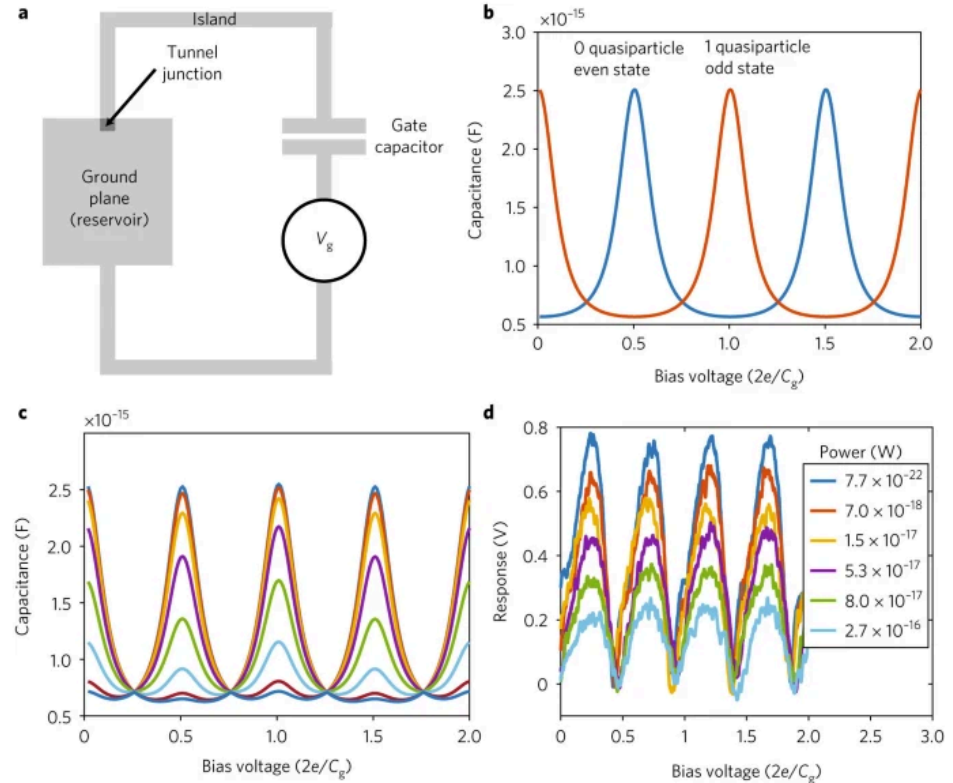 a
Island
Tunnel
junction
Ground
plane
(reservoir)
Gate
capacitor
Vg
b
×10⁻¹⁵
3.0
2.5
2.0
1.5
1.0
0.5
Capacitance (F)
0 quasiparticle
even state
1 quasiparticle
odd state
0 0.5 1.0 1.5 2.0
Bias voltage (2e/Cg)
c
×10⁻¹⁵
2.5
2.0
1.5
1.0
0.5
Capacitance (F)
0 0.5 1.0 1.5 2.0
Bias voltage (2e/Cg)
d
0.8
0.6
0.4
0.2
0
Response (V)
Power (W)
7.7 × 10⁻²²
7.0 × 10⁻¹⁸
1.5 × 10⁻¹⁷
5.3 × 10⁻¹⁷
8.0 × 10⁻¹⁷
2.7 × 10⁻¹⁶
0 0.5 1 1.5 2.0 3.0
Bias voltage (2e/Cg)